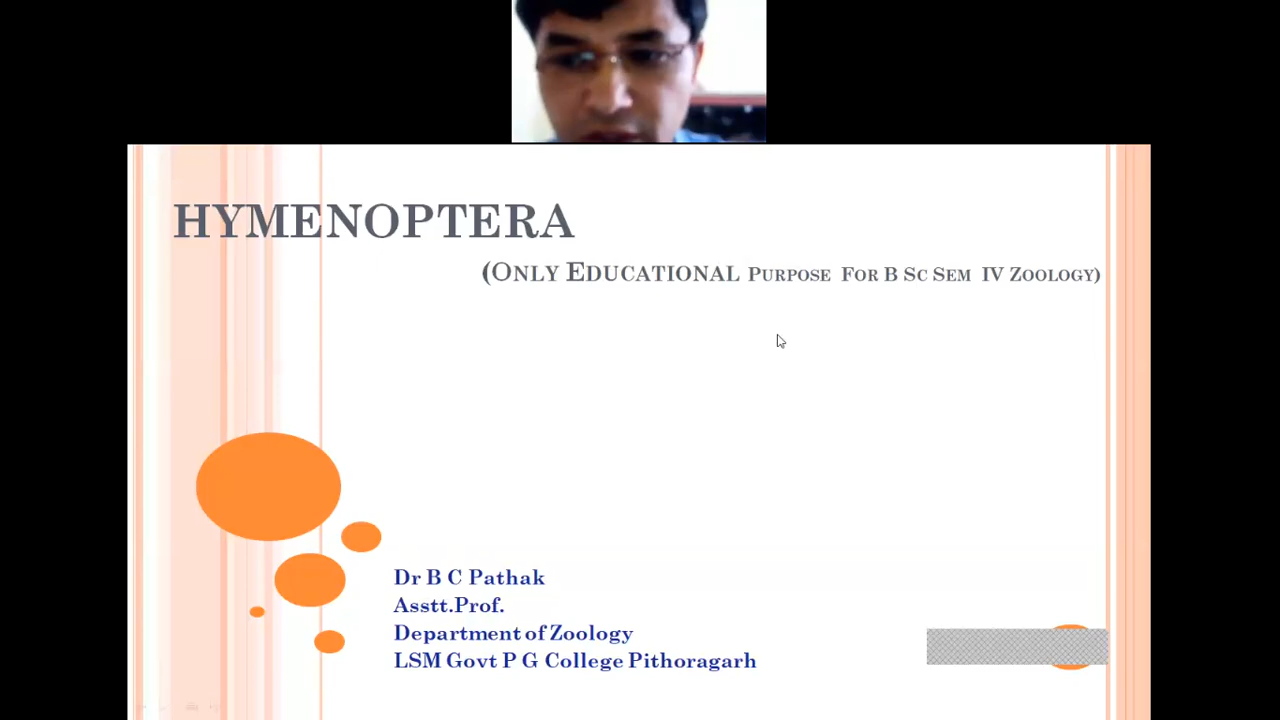 HYMENOPTERA
(ONLY EDUCATIONAL PURPOSE FOR B SC SEM IV ZOOLOGY)
Dr B C Pathak
Asstt.Prof.
Department of Zoology
LSM Govt P G College Pithoragarh